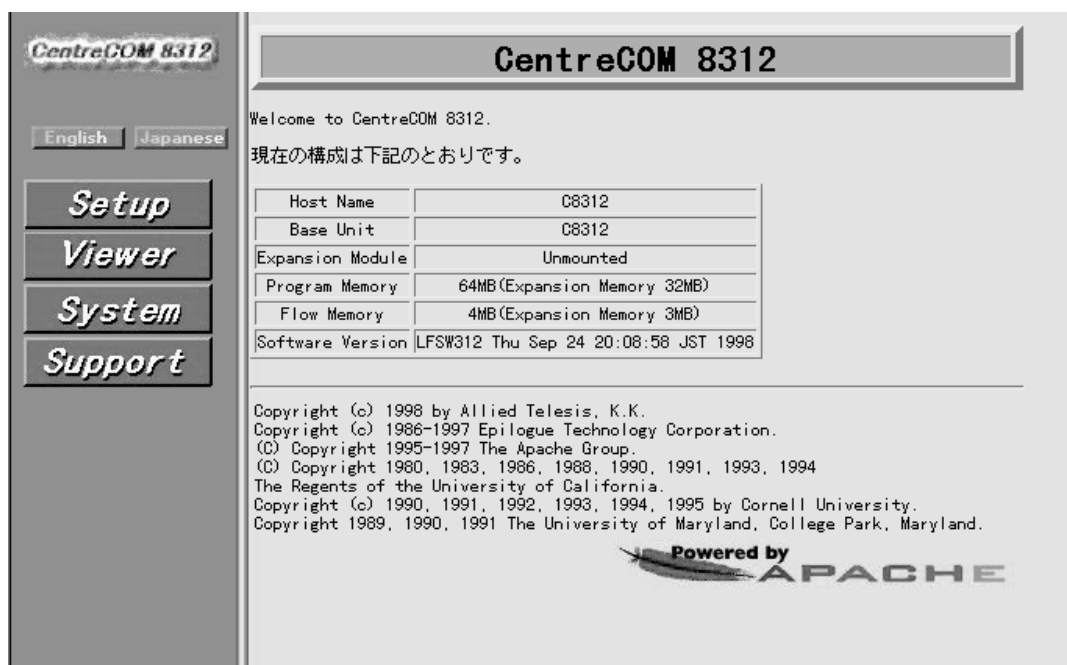 CentreCOM 8312
English Japanese
Setup
Viewer
System
Support
CentreCOM 8312
Welcome to CentreCOM 8312.
現在の構成は下記のとおりです。
Host Name C8312
Base Unit C8312
Expansion Module Unmounted
Program Memory 64MB(Expansion Memory 32MB)
Flow Memory 4MB(Expansion Memory 3MB)
Software Version LFSW312 Thu Sep 24 20:08:58 JST 1998
Copyright (c) 1998 by Allied Telesis, K.K.
Copyright (c) 1986-1997 Epilogue Technology Corporation.
(C) Copyright 1995-1997 The Apache Group.
(C) Copyright 1980, 1983, 1986, 1988, 1990, 1991, 1993, 1994
The Regents of the University of California.
Copyright (c) 1990, 1991, 1992, 1993, 1994, 1995 by Cornell University.
Copyright 1989, 1990, 1991 The University of Maryland, College Park, Maryland.
Powered by
APACHE